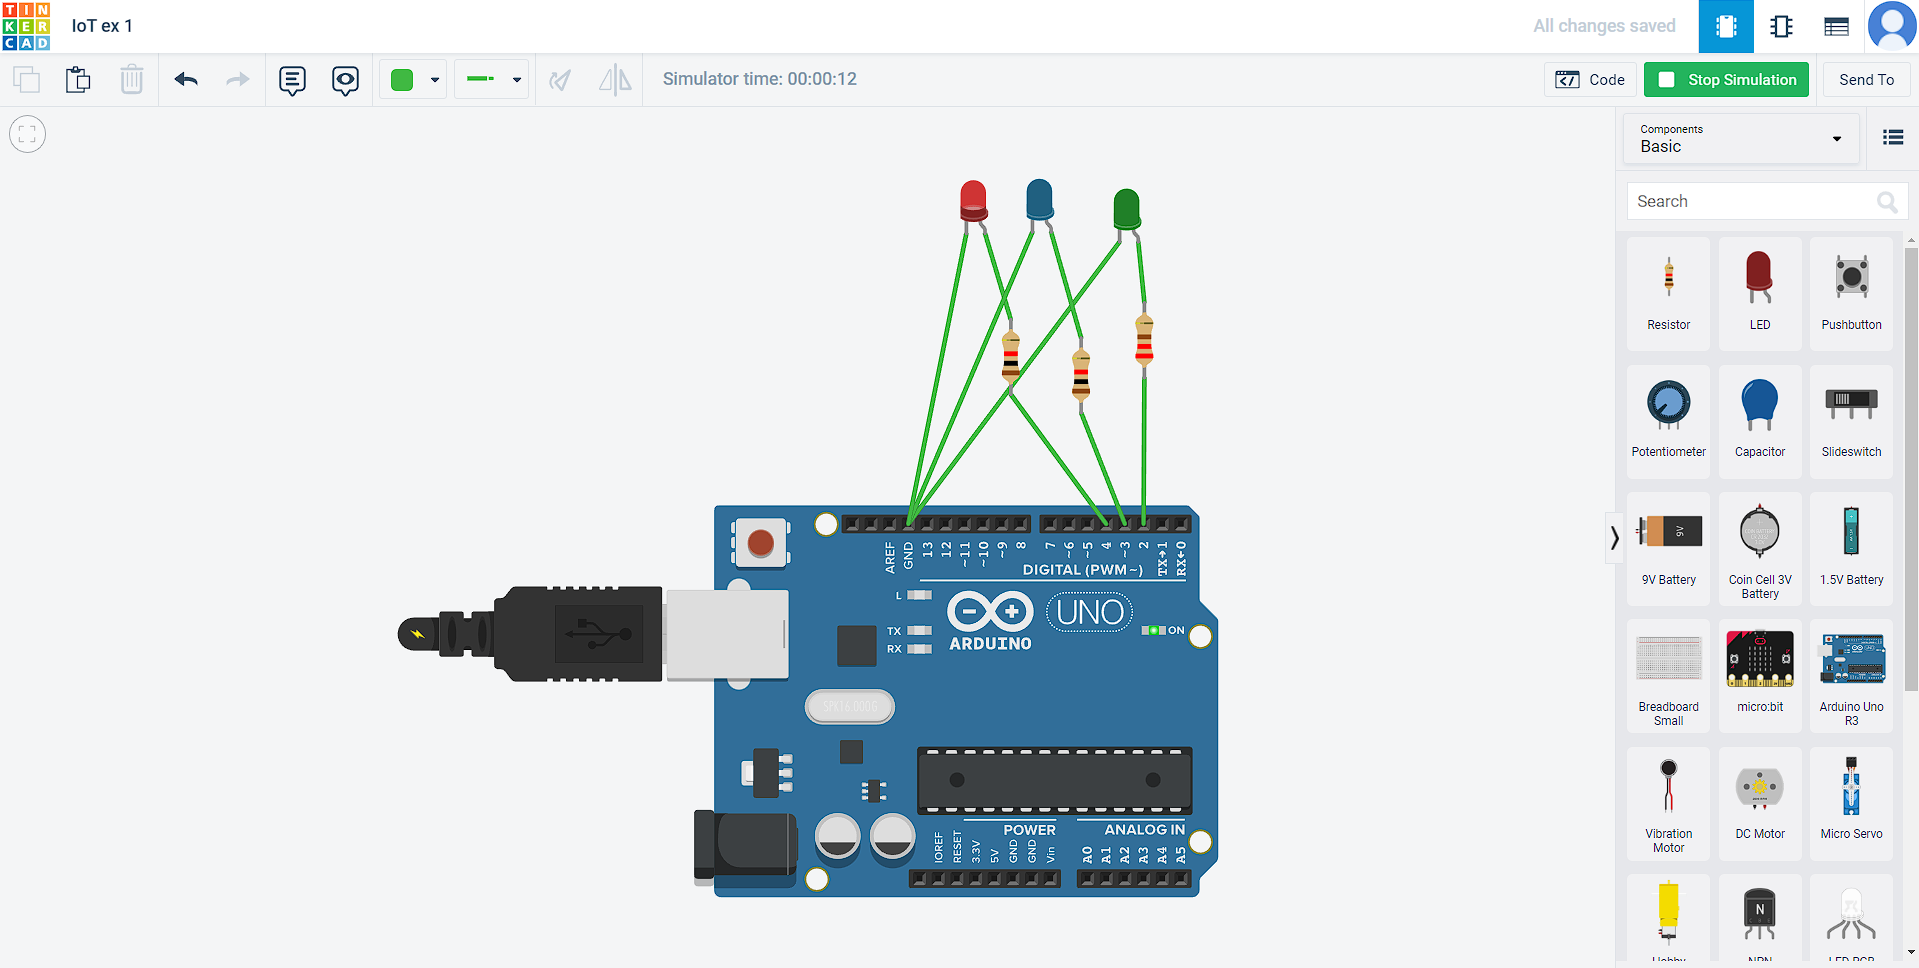 TIN
KER
CAD
IoT ex 1
All changes saved
Simulator time: 00:00:12
Code
Stop Simulation
Send To
Components
Basic
Search
Resistor
LED
Pushbutton
Potentiometer
Capacitor
Slideswitch
9V
9V Battery
Coin Cell 3V
Battery
1.5V Battery
Breadboard
Small
micro:bit
Arduino Uno
R3
Vibration
Motor
DC Motor
Micro Servo
N
AREF
GND
13
12
~11
~10
~9
8
7
~6
~5
4
~3
2
TX→1
RX←0
DIGITAL (PWM~)
L
TX
RX
ARDUINO
UNO
ON
SPK16.000G
POWER
ANALOG IN
IOREF
RESET
3.3V
5V
GND
GND
Vin
A0
A1
A2
A3
A4
A5